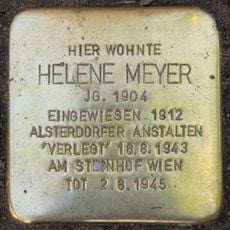 HIER WOHNTE
HELENE MEYER
JG. 1904
EINGEWIESEN 1912
ALSTERDORFER ANSTALTEN
'VERLEGT' 16.8.1943
AM STEINHOF WIEN
TOT 2.6.1945